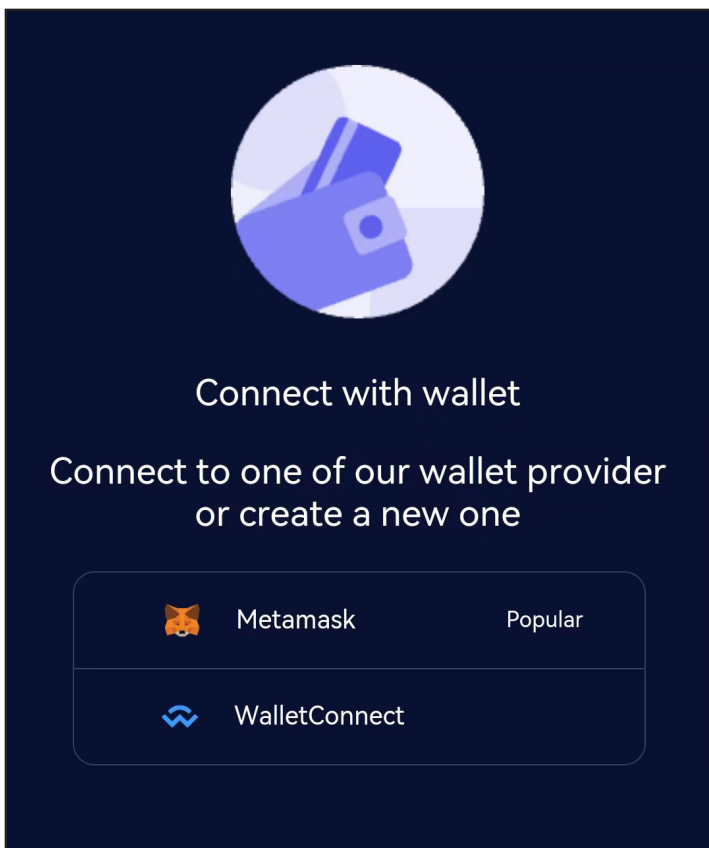 Connect with wallet
Connect to one of our wallet provider
or create a new one
Metamask Popular
WalletConnect